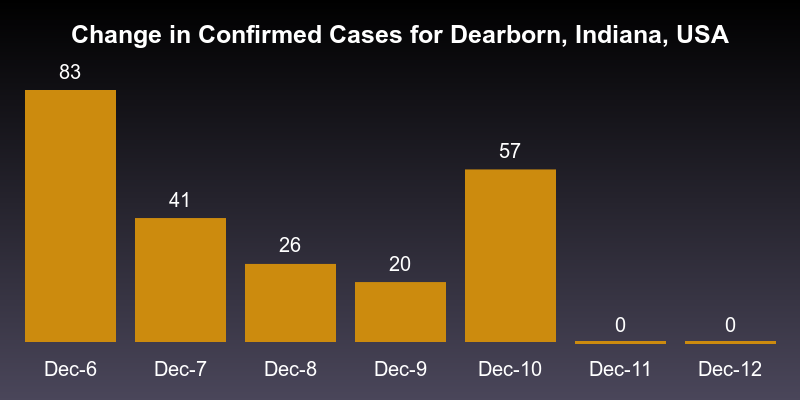 Change in Confirmed Cases for Dearborn, Indiana, USA
83
41
26
20
57
0
0
Dec-6
Dec-7
Dec-8
Dec-9
Dec-10
Dec-11
Dec-12